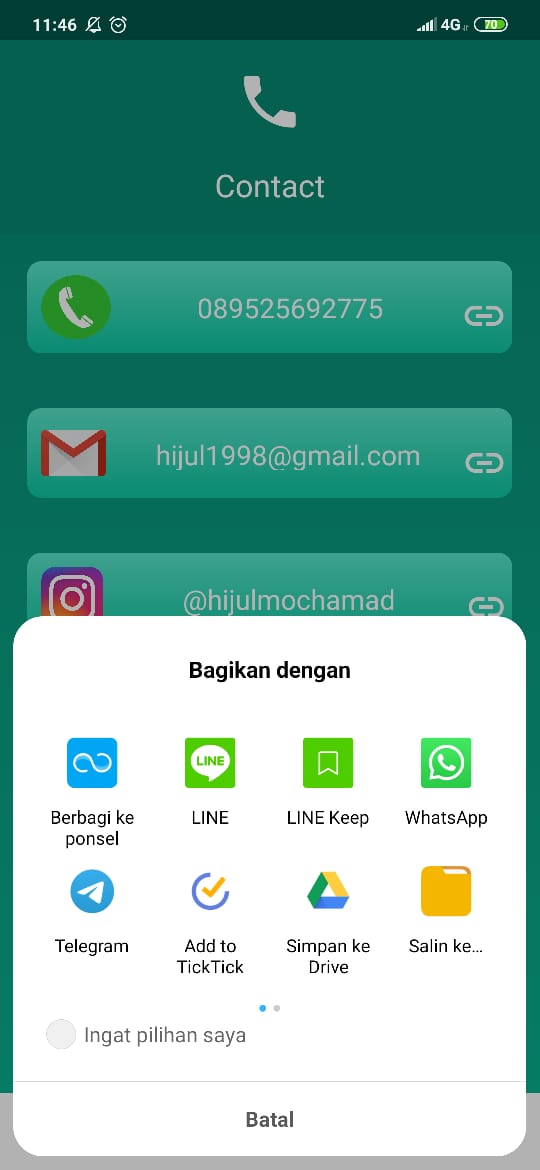 11:46
4G
70
Contact
089525692775
hijul1998@gmail.com
@hijulmochamad
Bagikan dengan
LINE
Berbagi ke
ponsel
LINE
LINE Keep
WhatsApp
Telegram
Add to
TickTick
Simpan ke
Drive
Salin ke...
Ingat pilihan saya
Batal